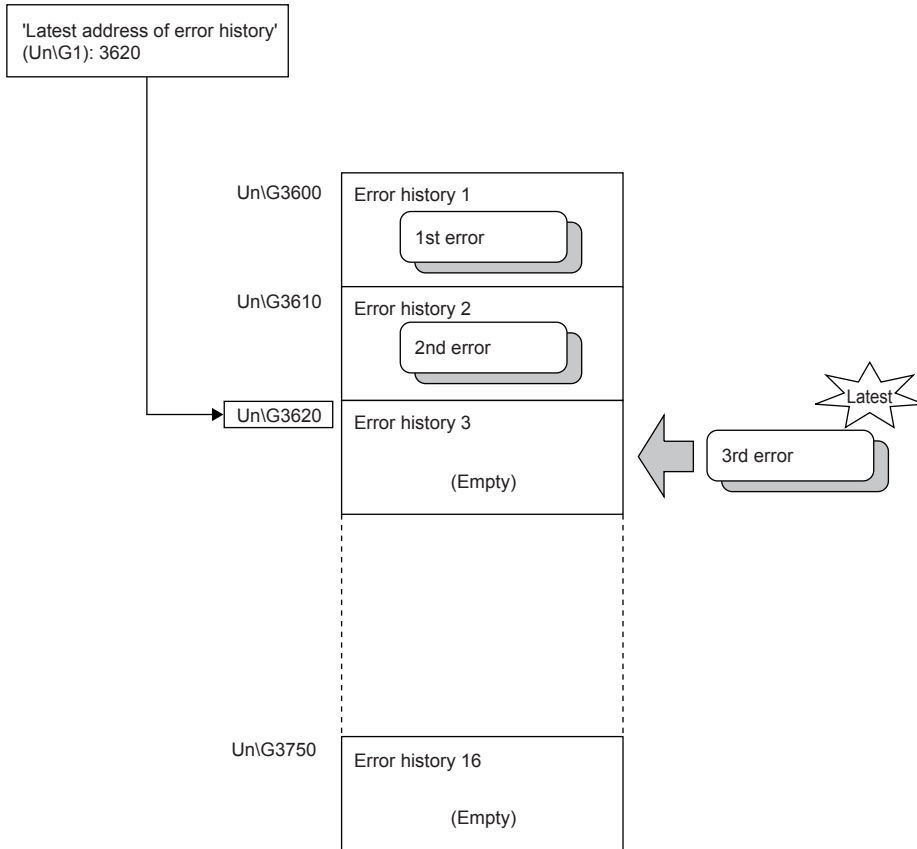 'Latest address of error history'
(Un\G1): 3620
Un\G3600
Error history 1
1st error
Un\G3610
Error history 2
2nd error
Un\G3620
Error history 3
(Empty)
Latest
3rd error
Un\G3750
Error history 16
(Empty)